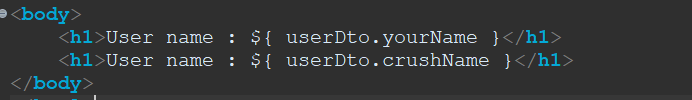 <body>
<h1>User name : ${ userDto.yourName }</h1>
<h1>User name : ${ userDto.crushName }</h1>
</body>